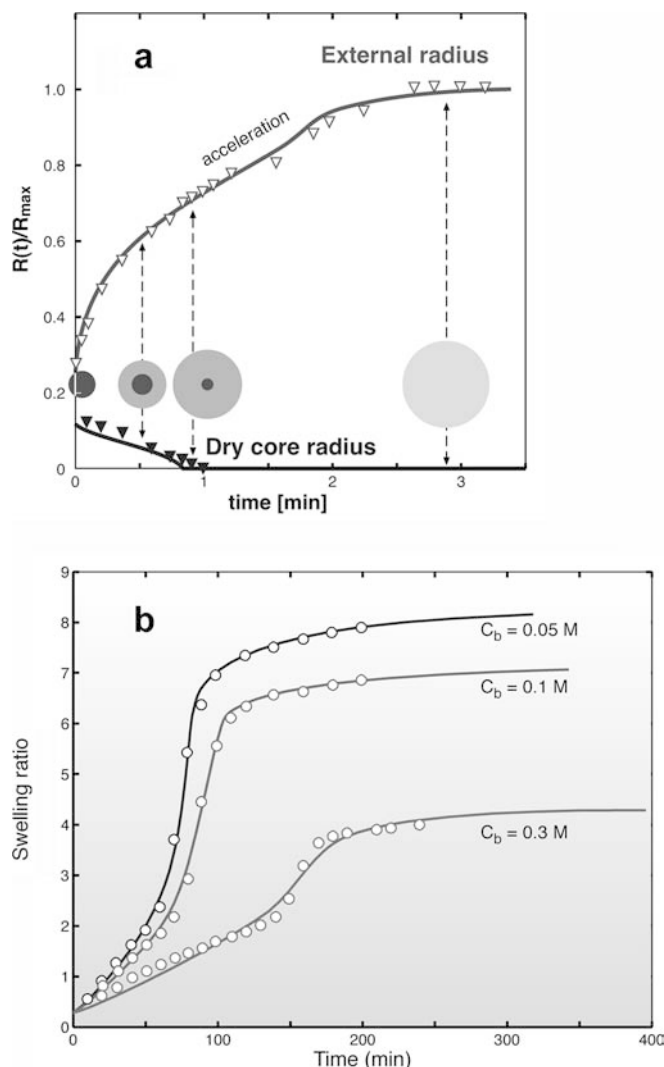 a
External radius
acceleration
R(t)/Rmax
1.0
0.8
0.6
0.4
0.2
0
Dry core radius
0 1 2 3
time [min]
b
Swelling ratio
9
8
7
6
5
4
3
2
1
0
Cb = 0.05 M
Cb = 0.1 M
Cb = 0.3 M
0 100 200 300 400
Time (min)